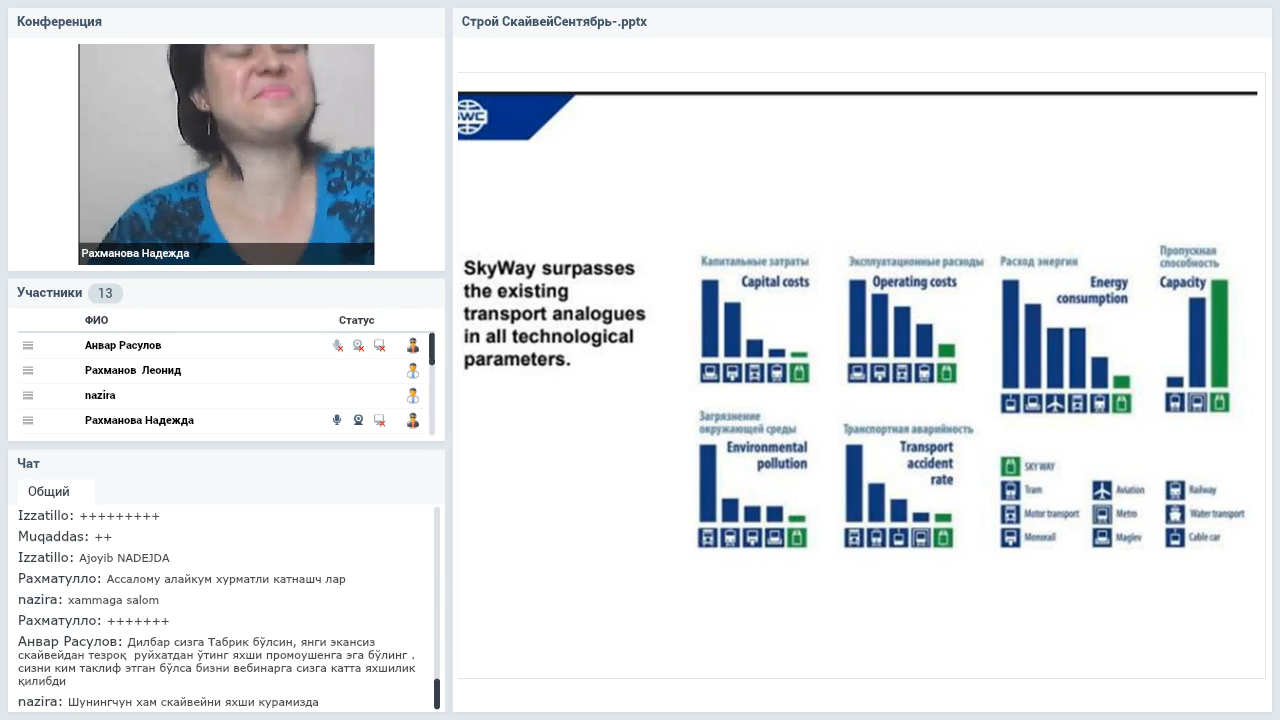 Конференция
Рахманова Надежда
Участники 13
ФИО Статус
Анвар Расулов
Рахманов Леонид
nazira
Рахманова Надежда
Чат
Общий
Izzatillo: +++++++++
Muqaddas: ++
Izzatillo: Ajoyib NADEJDA
Рахматулло: Ассалому алайкум хурматли катнашч лар
nazira: xammaga salom
Рахматулло: +++++++
Анвар Расулов: Дилбар сизга Табрик бўлсин, янги экансиз
скайвейдан тезроқ руйхатдан ўтинг яхши промоушенга эга бўлинг .
сизни ким таклиф этган бўлса бизни вебинарга сизга катта яхшилик
қилибди
nazira: Шунингчун хам скайвейни яхши курамизда
Строй СкайвейСентябрь-.pptx
SWC
SkyWay surpasses
the existing
transport analogues
in all technological
parameters.
Капитальные затраты
Capital costs
Эксплуатационные расходы
Operating costs
Расход энергии
Energy
consumption
Пропускная
способность
Capacity
Загрязнение
окружающей среды
Environmental
pollution
Транспортная аварийность
Transport
accident
rate
SKY WAY
Tram Aviation Railway
Motor transport Metro Water transport
Monorail Maglev Cable car